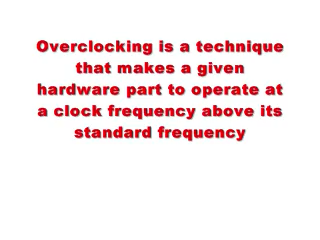 Overclocking is a technique
that makes a given
hardware part to operate at
a clock frequency above its
standard frequency